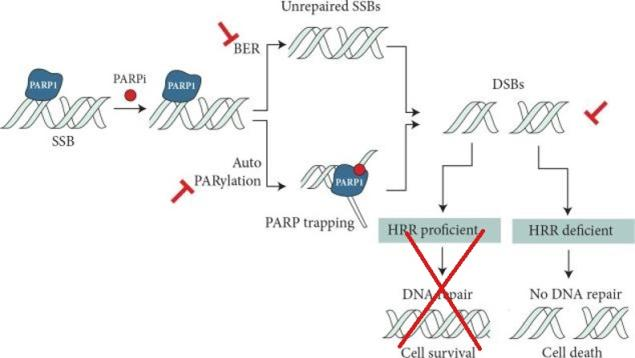 Unrepaired SSBs
BER
PARPi
PARP1
PARP1
SSB
DSBs
Auto
PARylation
PARP1
PARP trapping
HRR proficient
HRR deficient
DNA repair
No DNA repair
Cell survival
Cell death